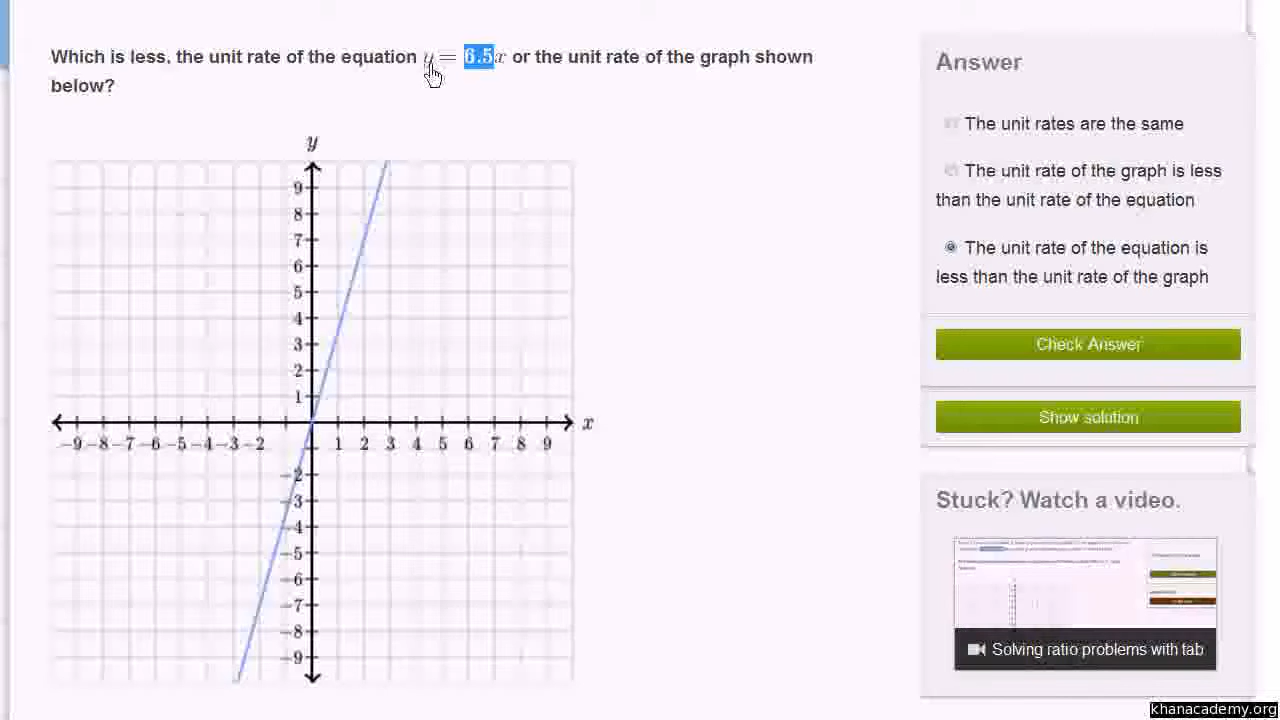 Which is less, the unit rate of the equation y = 6.5x or the unit rate of the graph shown
below?
y
9
8
7
6
5
4
3
2
1
x
−9 −8 −7 −6 −5 −4 −3 −2 1 2 3 4 5 6 7 8 9
−2
−3
−4
−5
−6
−7
−8
−9
Answer
The unit rates are the same
The unit rate of the graph is less
than the unit rate of the equation
The unit rate of the equation is
less than the unit rate of the graph
Check Answer
Show solution
Stuck? Watch a video.
Solving ratio problems with tab
khanacademy.org